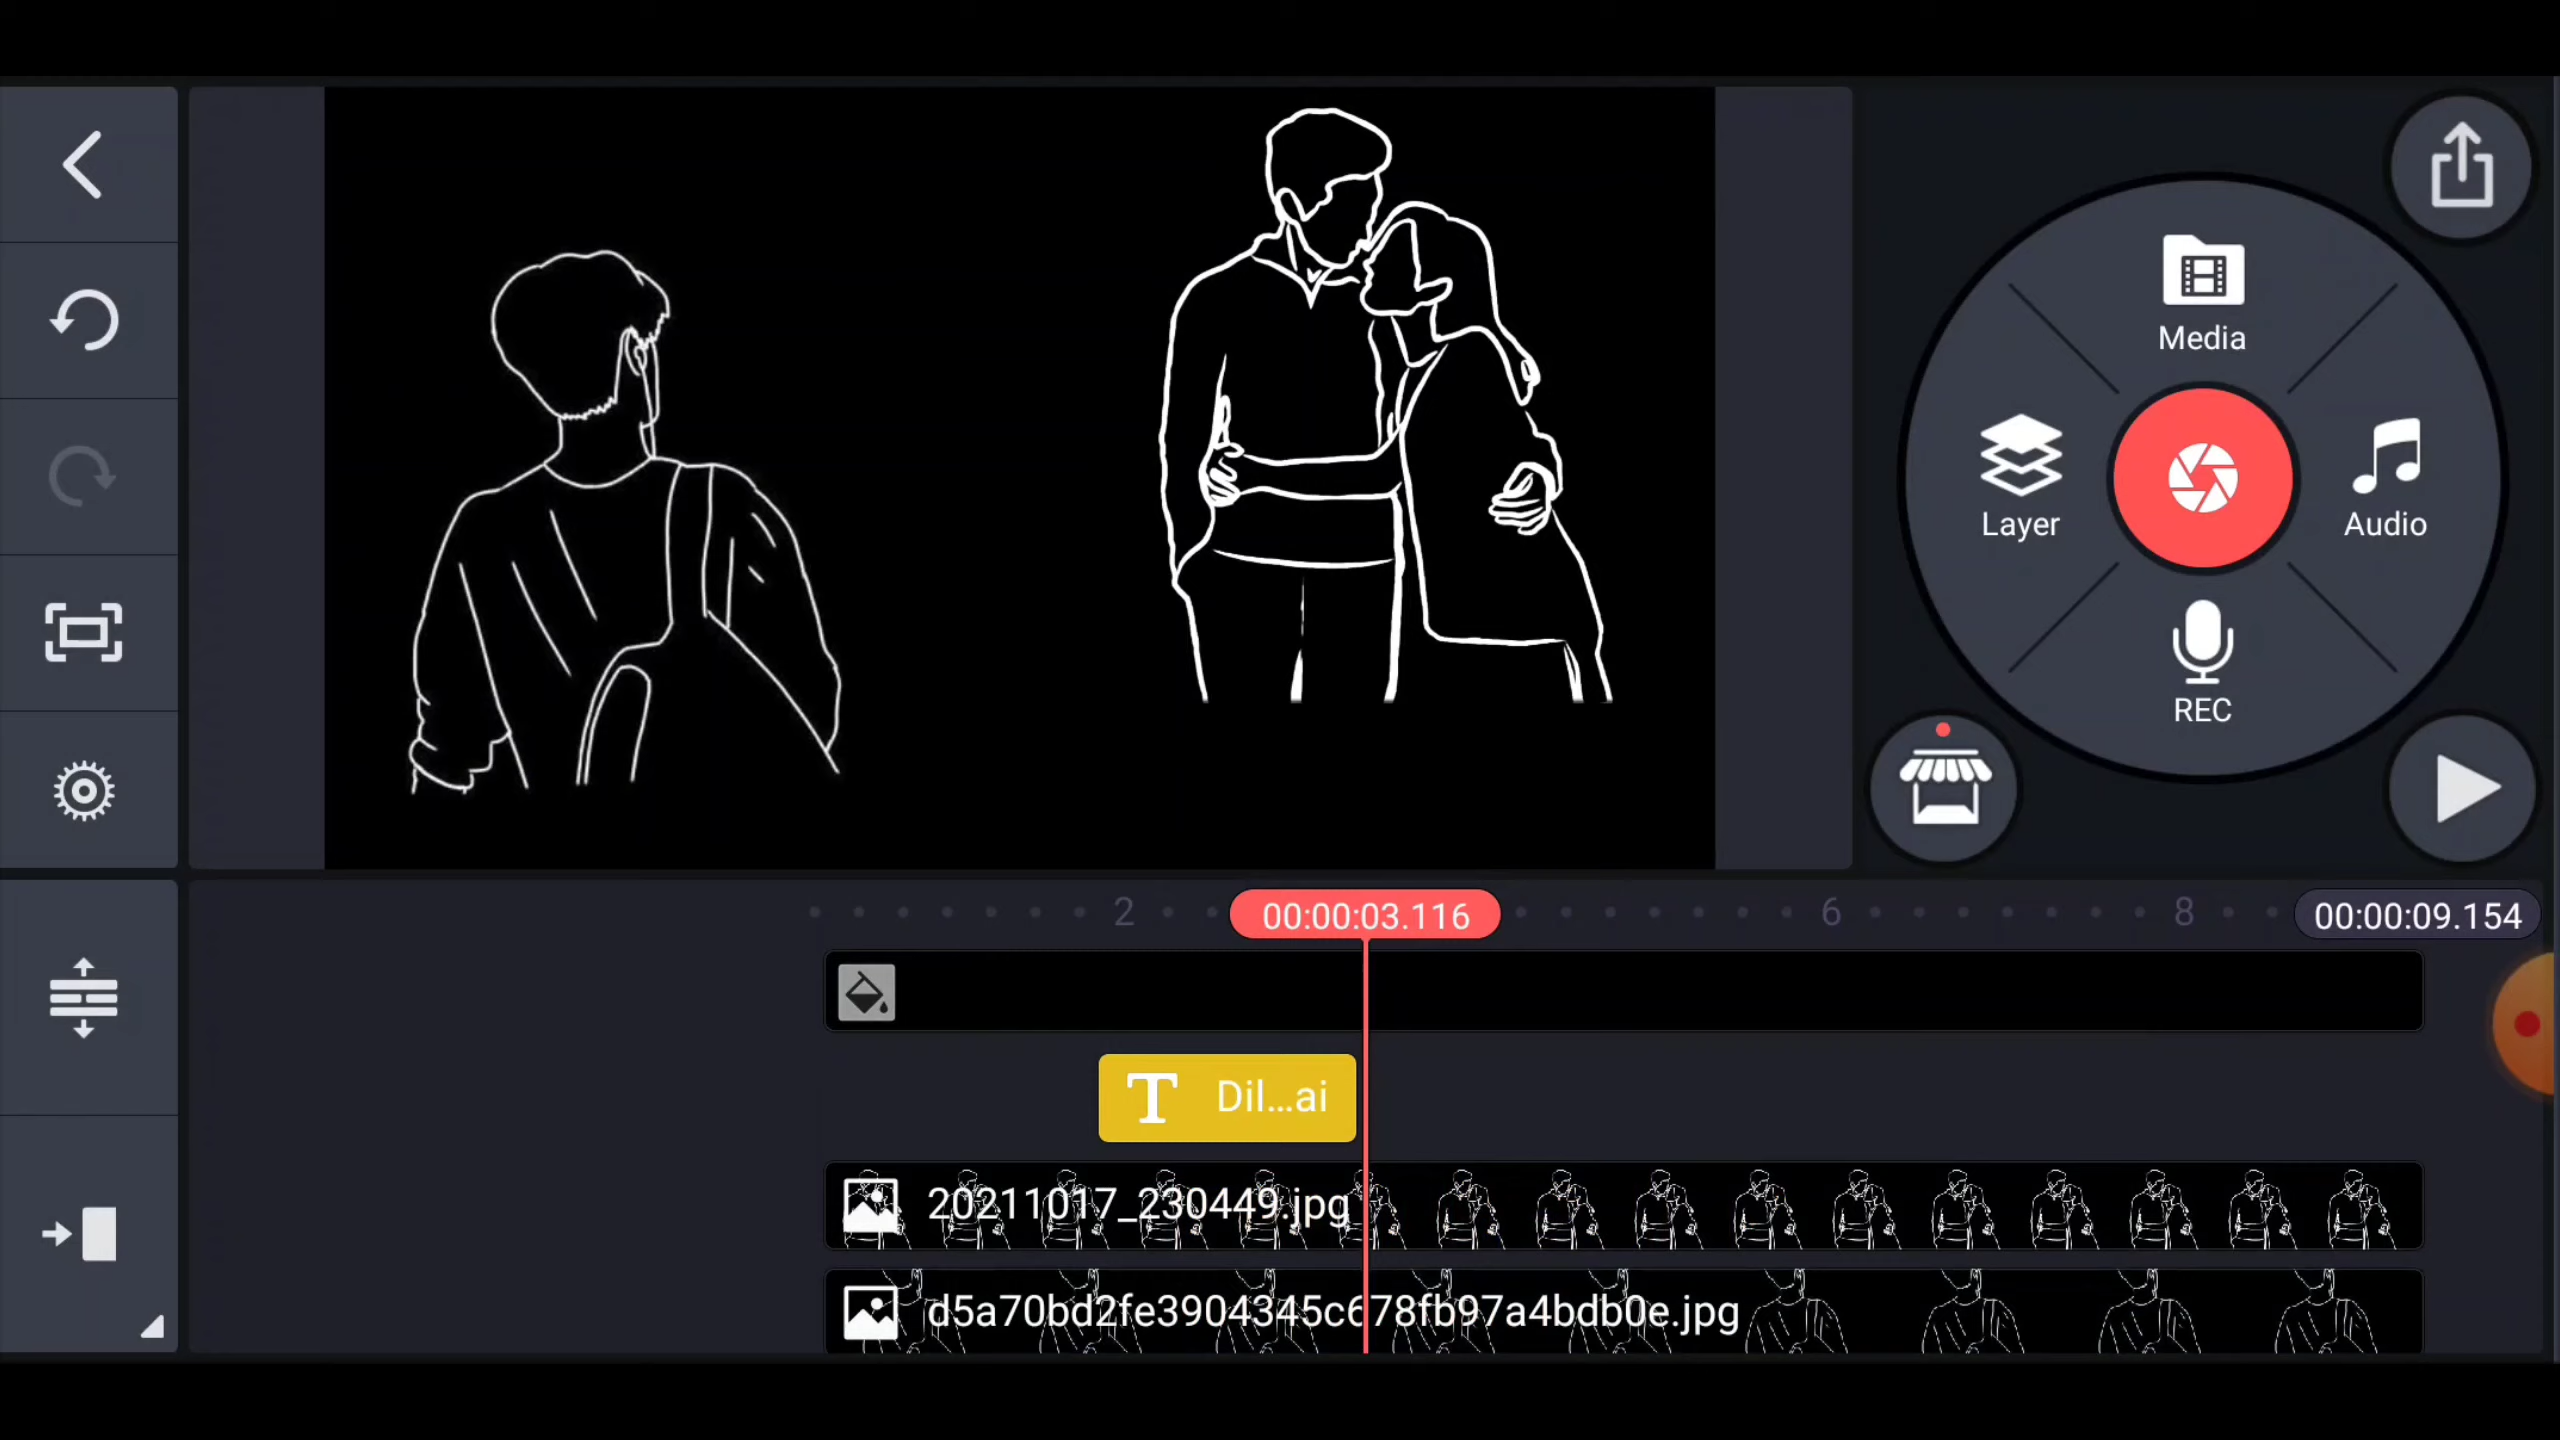 Media
Layer
Audio
REC
2
00:00:03.116
6
8
00:00:09.154
Dil...ai
20211017_230449.jpg
d5a70bd2fe3904345c678fb97a4bdb0e.jpg